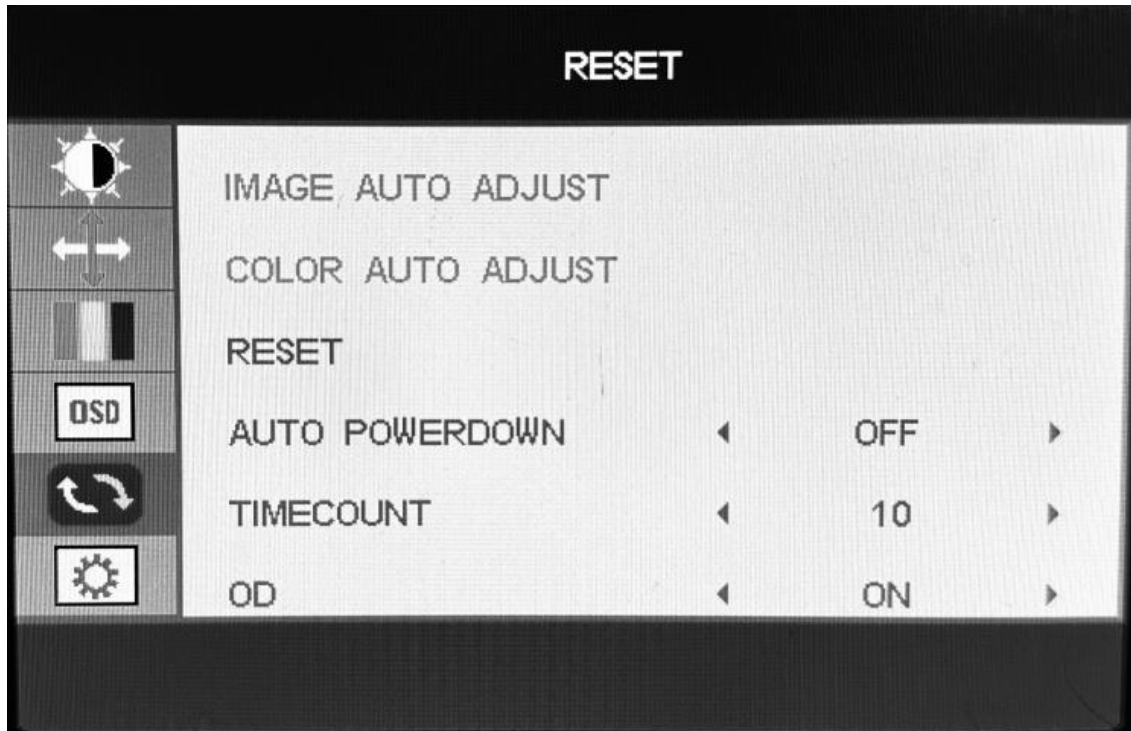 RESET
IMAGE AUTO ADJUST
COLOR AUTO ADJUST
RESET
OSD
AUTO POWERDOWN OFF
TIMECOUNT 10
OD ON